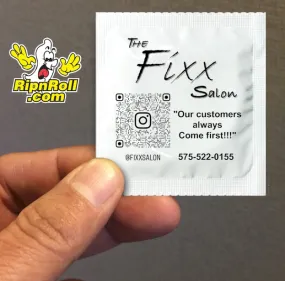 THE
Fixx
Salon
"Our customers
always
Come first!!!!"
@FIXXSALON
575-522-0155
RipnRoll
.com